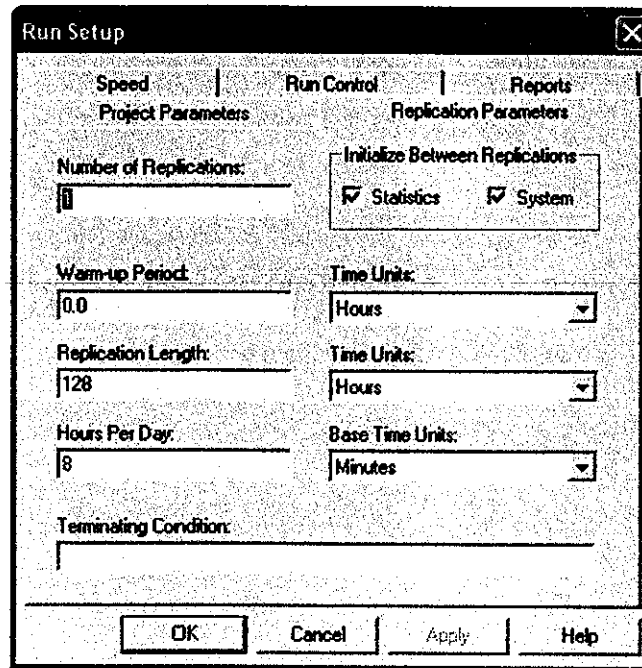 Run Setup
Speed Run Control Reports
Project Parameters Replication Parameters
Number of Replications:
1
Initialize Between Replications
Statistics System
Warm-up Period:
0.0
Time Units:
Hours
Replication Length:
128
Time Units:
Hours
Hours Per Day:
8
Base Time Units:
Minutes
Terminating Condition:
OK Cancel Apply Help